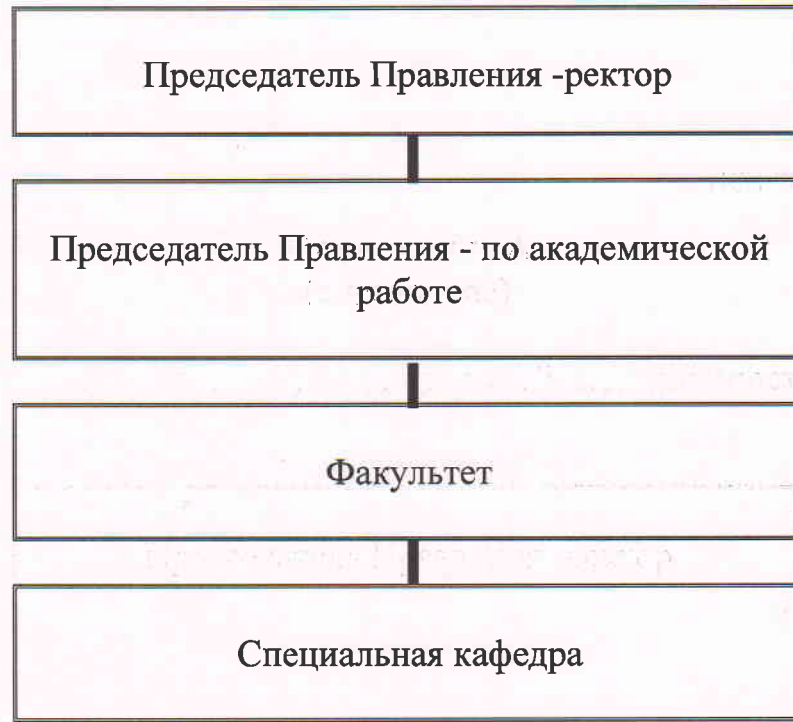 Председатель Правления -ректор
Председатель Правления - по академической
работе
Факультет
Специальная кафедра